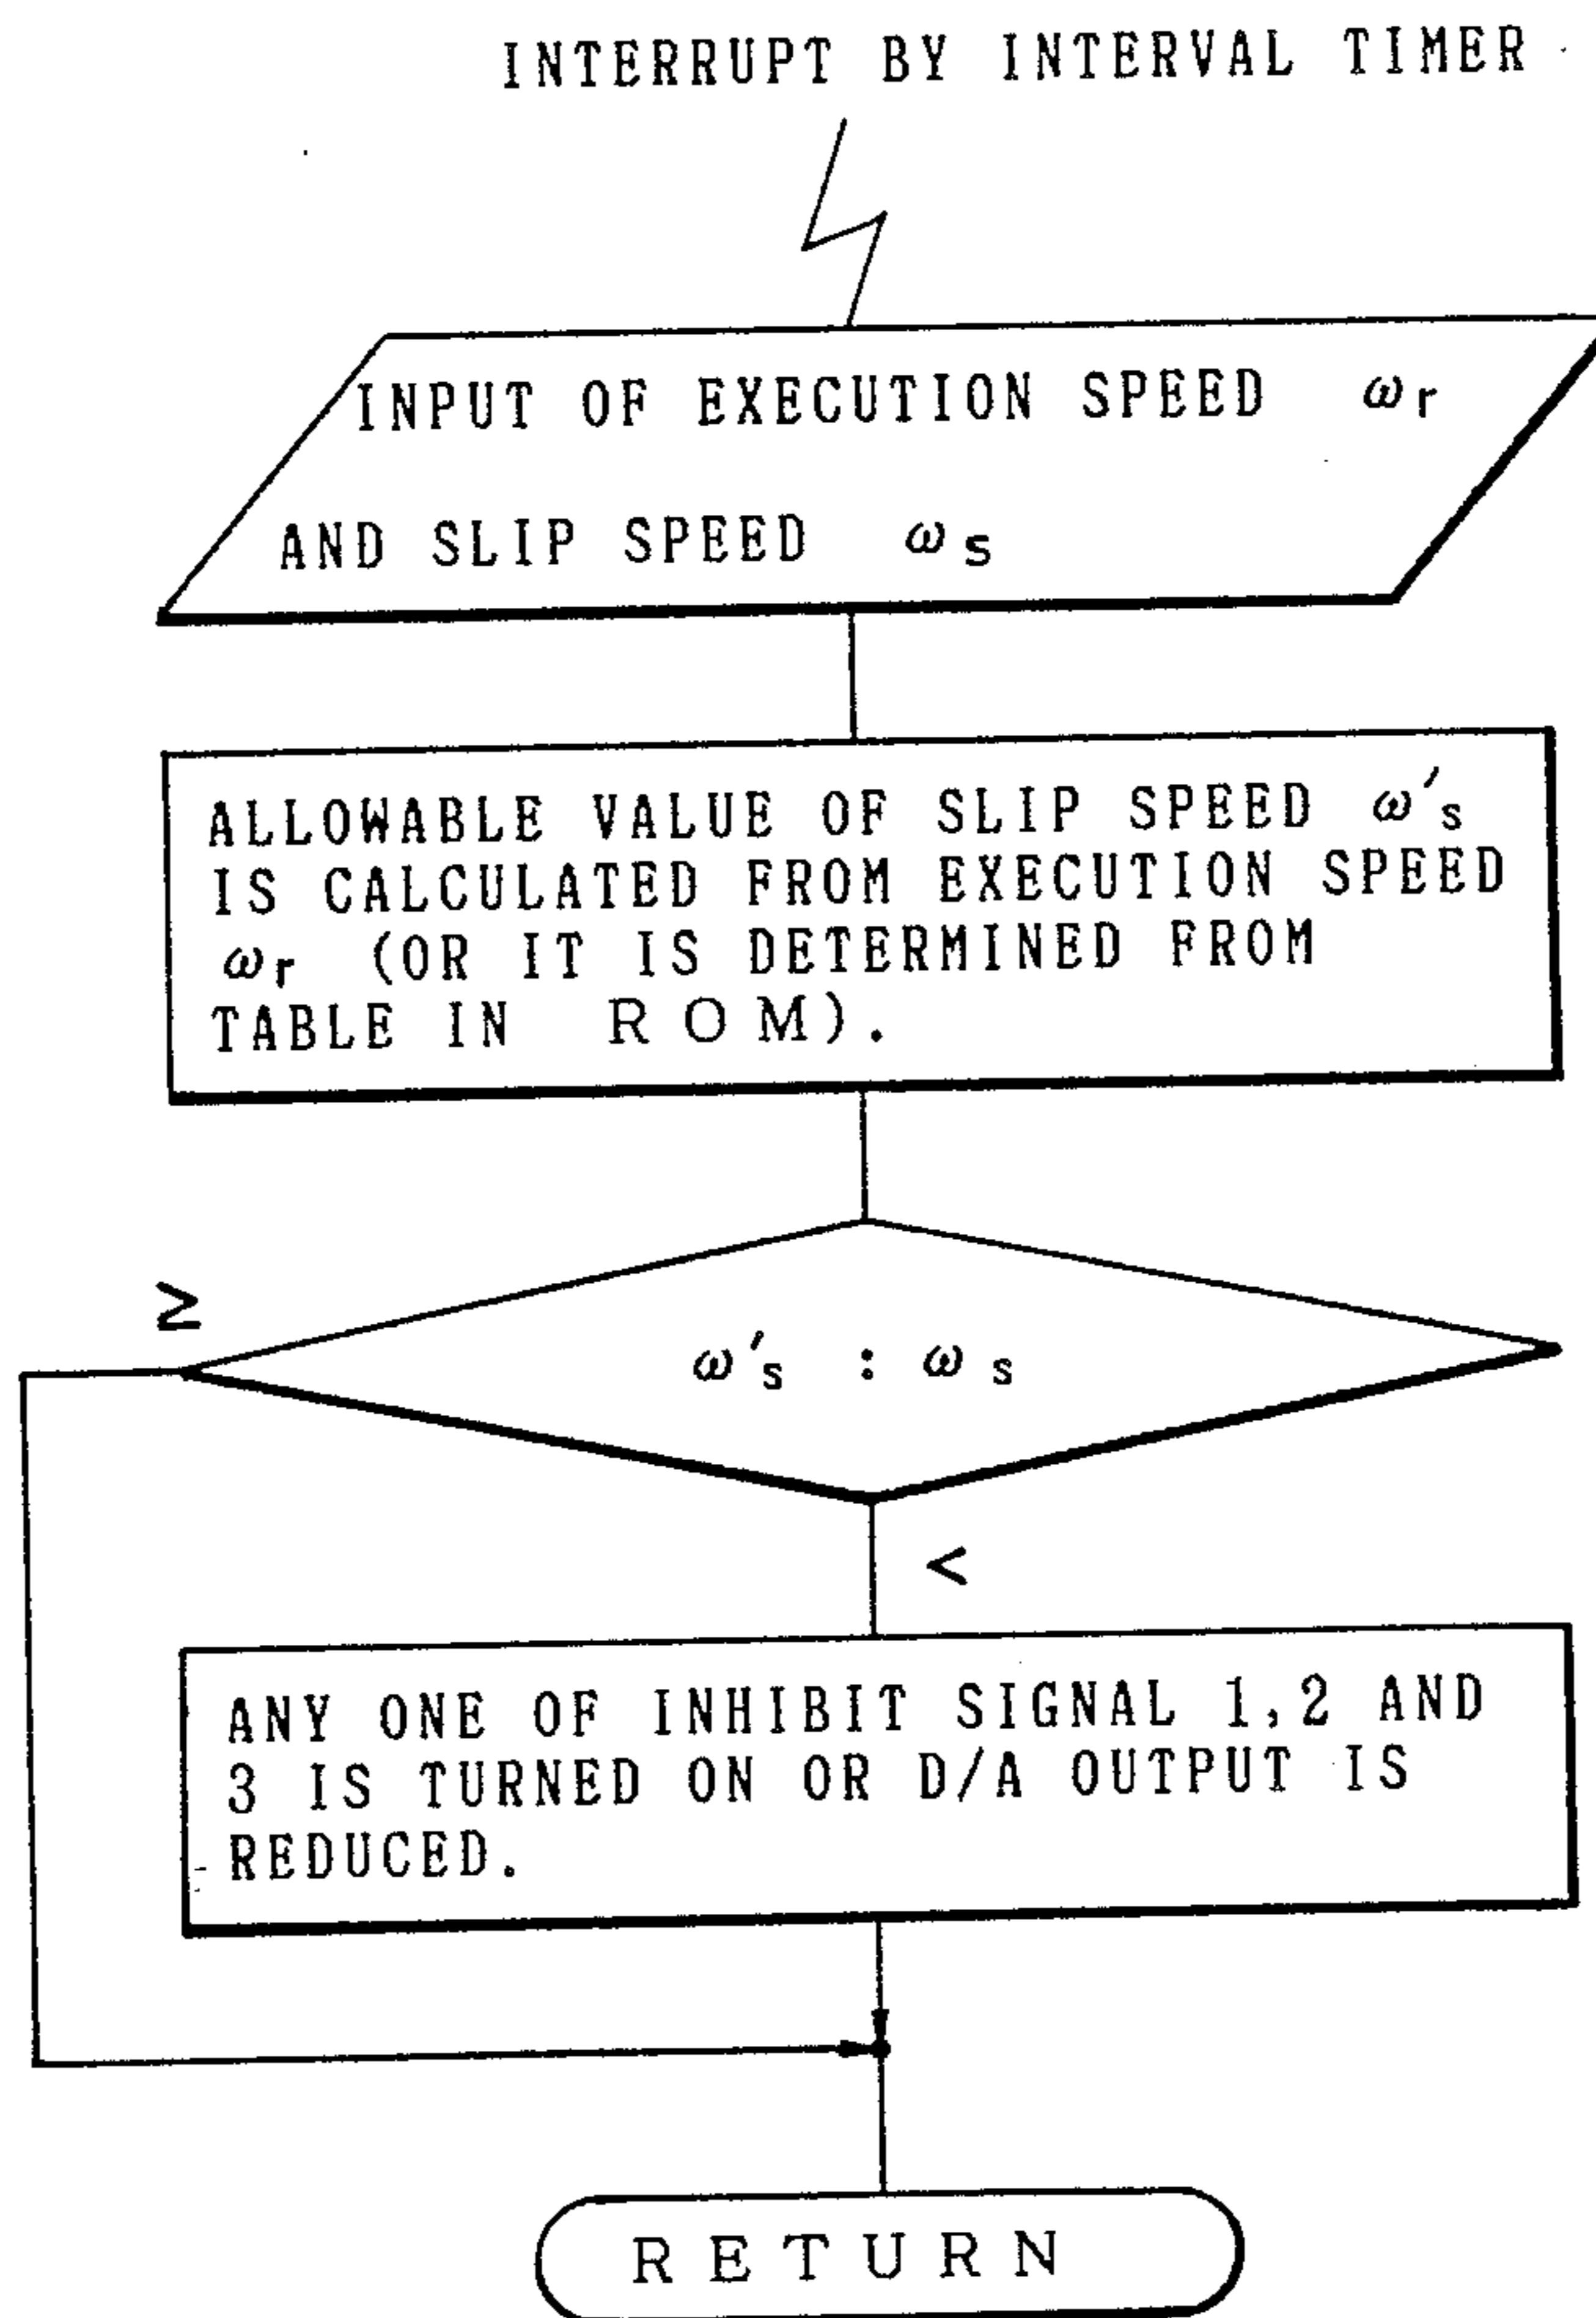 INTERRUPT BY INTERVAL TIMER
INPUT OF EXECUTION SPEED ωr
AND SLIP SPEED ωs
ALLOWABLE VALUE OF SLIP SPEED ω's
IS CALCULATED FROM EXECUTION SPEED
ωr (OR IT IS DETERMINED FROM
TABLE IN ROM).
≥
ω's : ωs
<
ANY ONE OF INHIBIT SIGNAL 1,2 AND
3 IS TURNED ON OR D/A OUTPUT IS
REDUCED.
RETURN